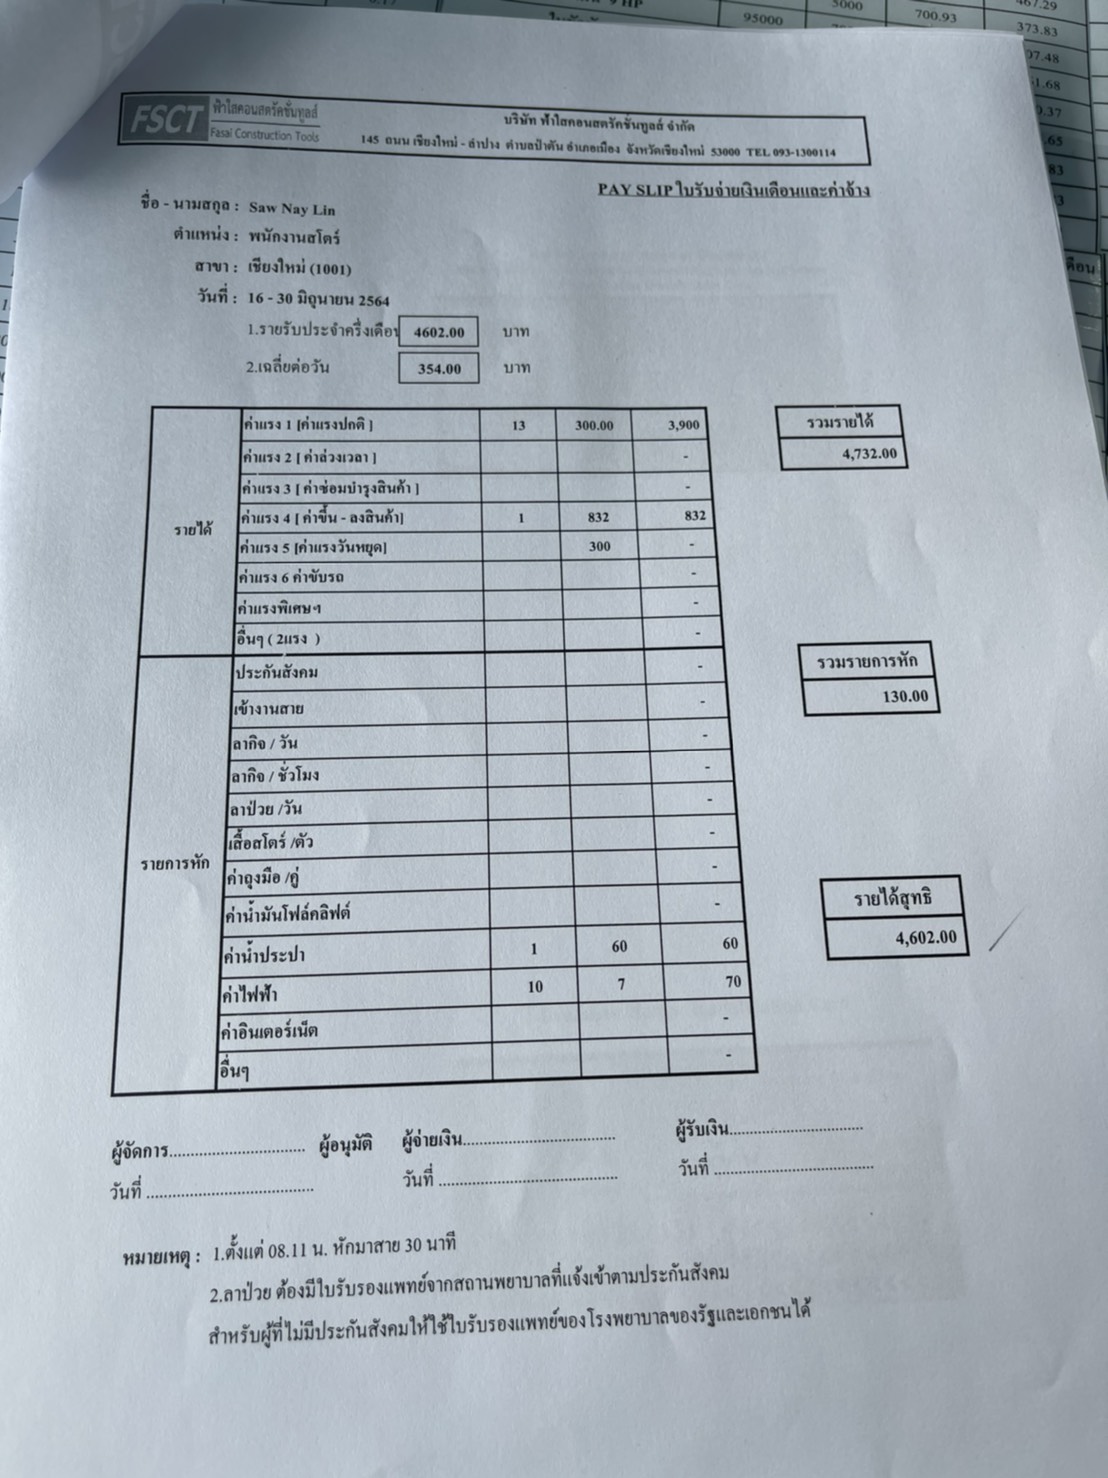 95000
5000
700.93
467.29
373.83
FSCT ฟ้าใสคอนสตรัคชั่นทูลส์
Fasai Construction Tools
บริษัท ฟ้าใสคอนสตรัคชันทูลส์ จำกัด
145 ถนน เชียงใหม่ - ลำปาง ตำบลป่าตัน อำเภอเมือง จังหวัดเชียงใหม่ 53000 TEL 093-1300114
PAY SLIP ใบรับจ่ายเงินเดือนและค่าจ้าง
ชื่อ - นามสกุล : Saw Nay Lin
ตำแหน่ง : พนักงานสโตร์
สาขา : เชียงใหม่ (1001)
วันที่ : 16 - 30 มิถุนายน 2564
1.รายรับประจำครึ่งเดือน 4602.00 บาท
2.เฉลี่ยต่อวัน 354.00 บาท
รายได้
ค่าแรง 1 [ค่าแรงปกติ ] 13 300.00 3,900
ค่าแรง 2 [ ค่าล่วงเวลา ] -
ค่าแรง 3 [ ค่าซ่อมบำรุงสินค้า ] -
ค่าแรง 4 [ ค่าขึ้น - ลงสินค้า] 1 832 832
ค่าแรง 5 [ค่าแรงวันหยุด] 300 -
ค่าแรง 6 ค่าขับรถ -
ค่าแรงพิเศษฯ -
อื่นๆ ( 2แรง ) -
รวมรายได้
4,732.00
รายการหัก
ประกันสังคม -
เข้างานสาย -
ลากิจ / วัน -
ลากิจ / ชั่วโมง -
ลาป่วย /วัน -
เสื้อสโตร์ /ตัว -
ค่าถุงมือ /คู่ -
ค่าน้ำมันโฟล์คลิฟต์ -
ค่าน้ำประปา 1 60 60
ค่าไฟฟ้า 10 7 70
ค่าอินเตอร์เน็ต -
อื่นๆ -
รวมรายการหัก
130.00
รายได้สุทธิ
4,602.00
ผู้จัดการ.............................. ผู้อนุมัติ ผู้จ่ายเงิน.................................. ผู้รับเงิน..............................
วันที่ ..................................... วันที่ ....................................... วันที่ ...................................
หมายเหตุ : 1.ตั้งแต่ 08.11 น. หักมาสาย 30 นาที
2.ลาป่วย ต้องมีใบรับรองแพทย์จากสถานพยาบาลที่แจ้งเข้าตามประกันสังคม
สำหรับผู้ที่ไม่มีประกันสังคมให้ใช้ใบรับรองแพทย์ของโรงพยาบาลของรัฐและเอกชนได้